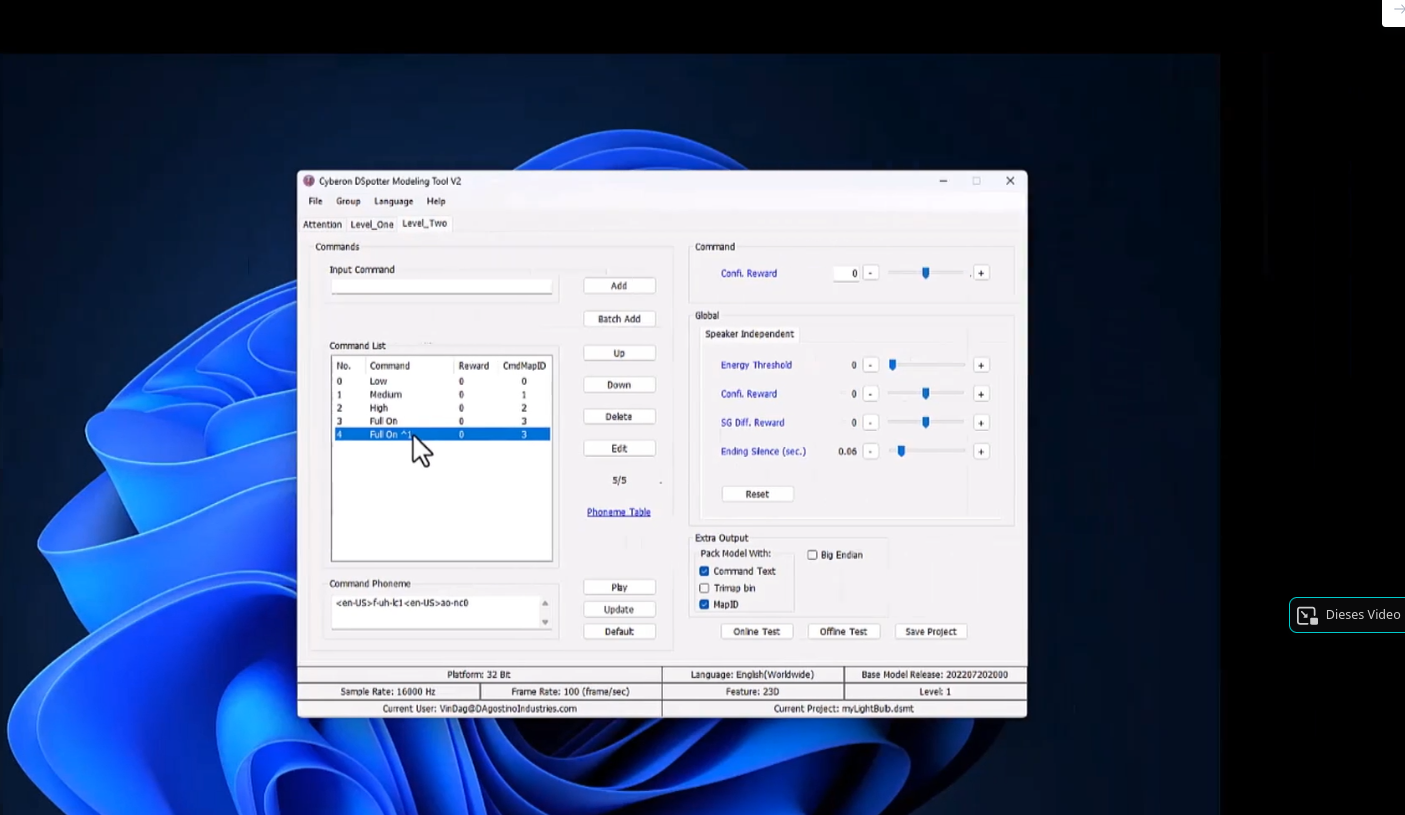 Cyberon DSpotter Modeling Tool V2
File Group Language Help
Attention Level_One Level_Two
Commands
Input Command
Add
Batch Add
Up
Down
Delete
Edit
5/5
Phoneme Table
Command List
No. Command Reward CmdMapID
0 Low 0 0
1 Medium 0 1
2 High 0 2
3 Full On 0 3
4 Full On ^1 0 3
Command Phoneme
<en-US>f-uh-lc1<en-US>ao-nc0
Play
Update
Default
Command
Confi. Reward 0 - +
Global
Speaker Independent
Energy Threshold 0 - +
Confi. Reward 0 - +
SG Diff. Reward 0 - +
Ending Silence (sec.) 0.06 - +
Reset
Extra Output
Pack Model With:
Big Endian
Command Text
Trimap bin
MapID
Online Test Offline Test Save Project
Platform: 32 Bit Language: English(Worldwide) Base Model Release: 202207202000
Sample Rate: 16000 Hz Frame Rate: 100 (frame/sec) Feature: 23D Level: 1
Current User: VinDag@DAgostinoIndustries.com Current Project: myLightBulb.dsmt
Dieses Video